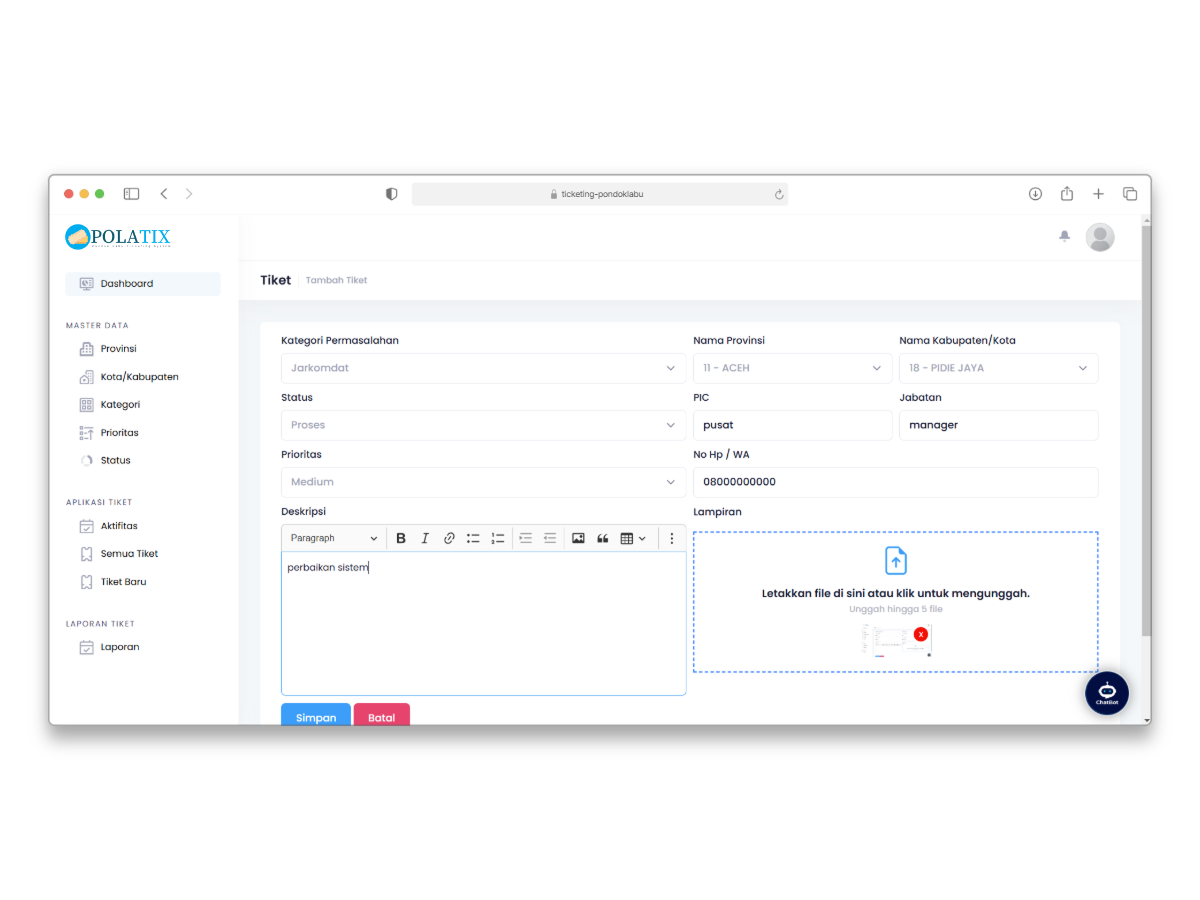 ticketing-pondoklabu
POLATIX
Dashboard
MASTER DATA
Provinsi
Kota/Kabupaten
Kategori
Prioritas
Status
APLIKASI TIKET
Aktifitas
Semua Tiket
Tiket Baru
LAPORAN TIKET
Laporan
Tiket
Tambah Tiket
Kategori Permasalahan
Jarkomdat
Nama Provinsi
11 - ACEH
Nama Kabupaten/Kota
18 - PIDIE JAYA
Status
Proses
PIC
pusat
Jabatan
manager
Prioritas
Medium
No Hp / WA
08000000000
Deskripsi
Paragraph
perbaikan sistem
Lampiran
Letakkan file di sini atau klik untuk mengunggah.
Unggah hingga 5 file
X
Simpan
Batal
ChatBot